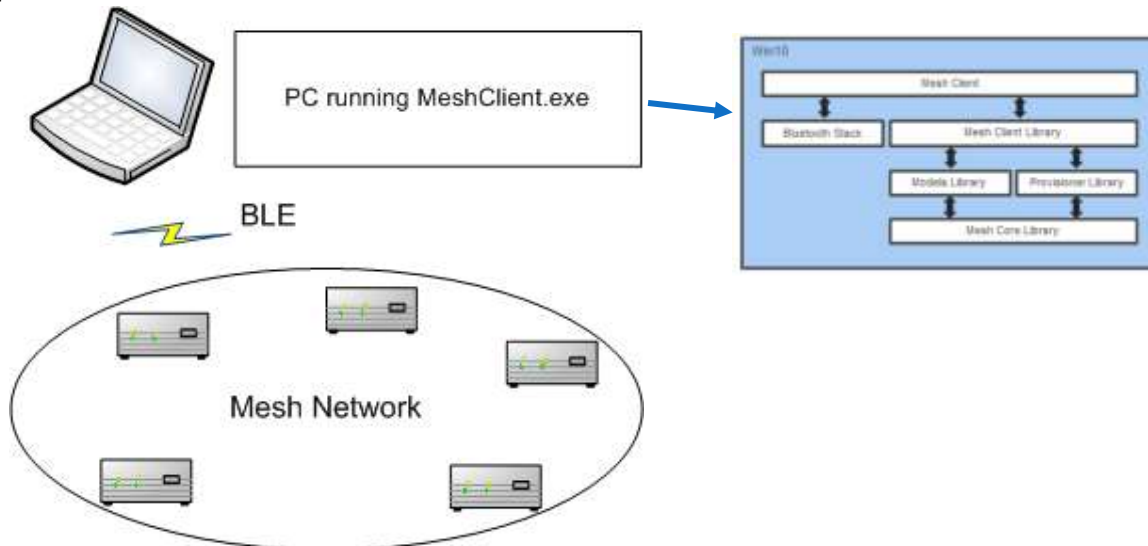 PC running MeshClient.exe
BLE
Mesh Network
Win10
Mesh Client
Bluetooth Stack
Mesh Client Library
Models Library
Provisioner Library
Mesh Core Library